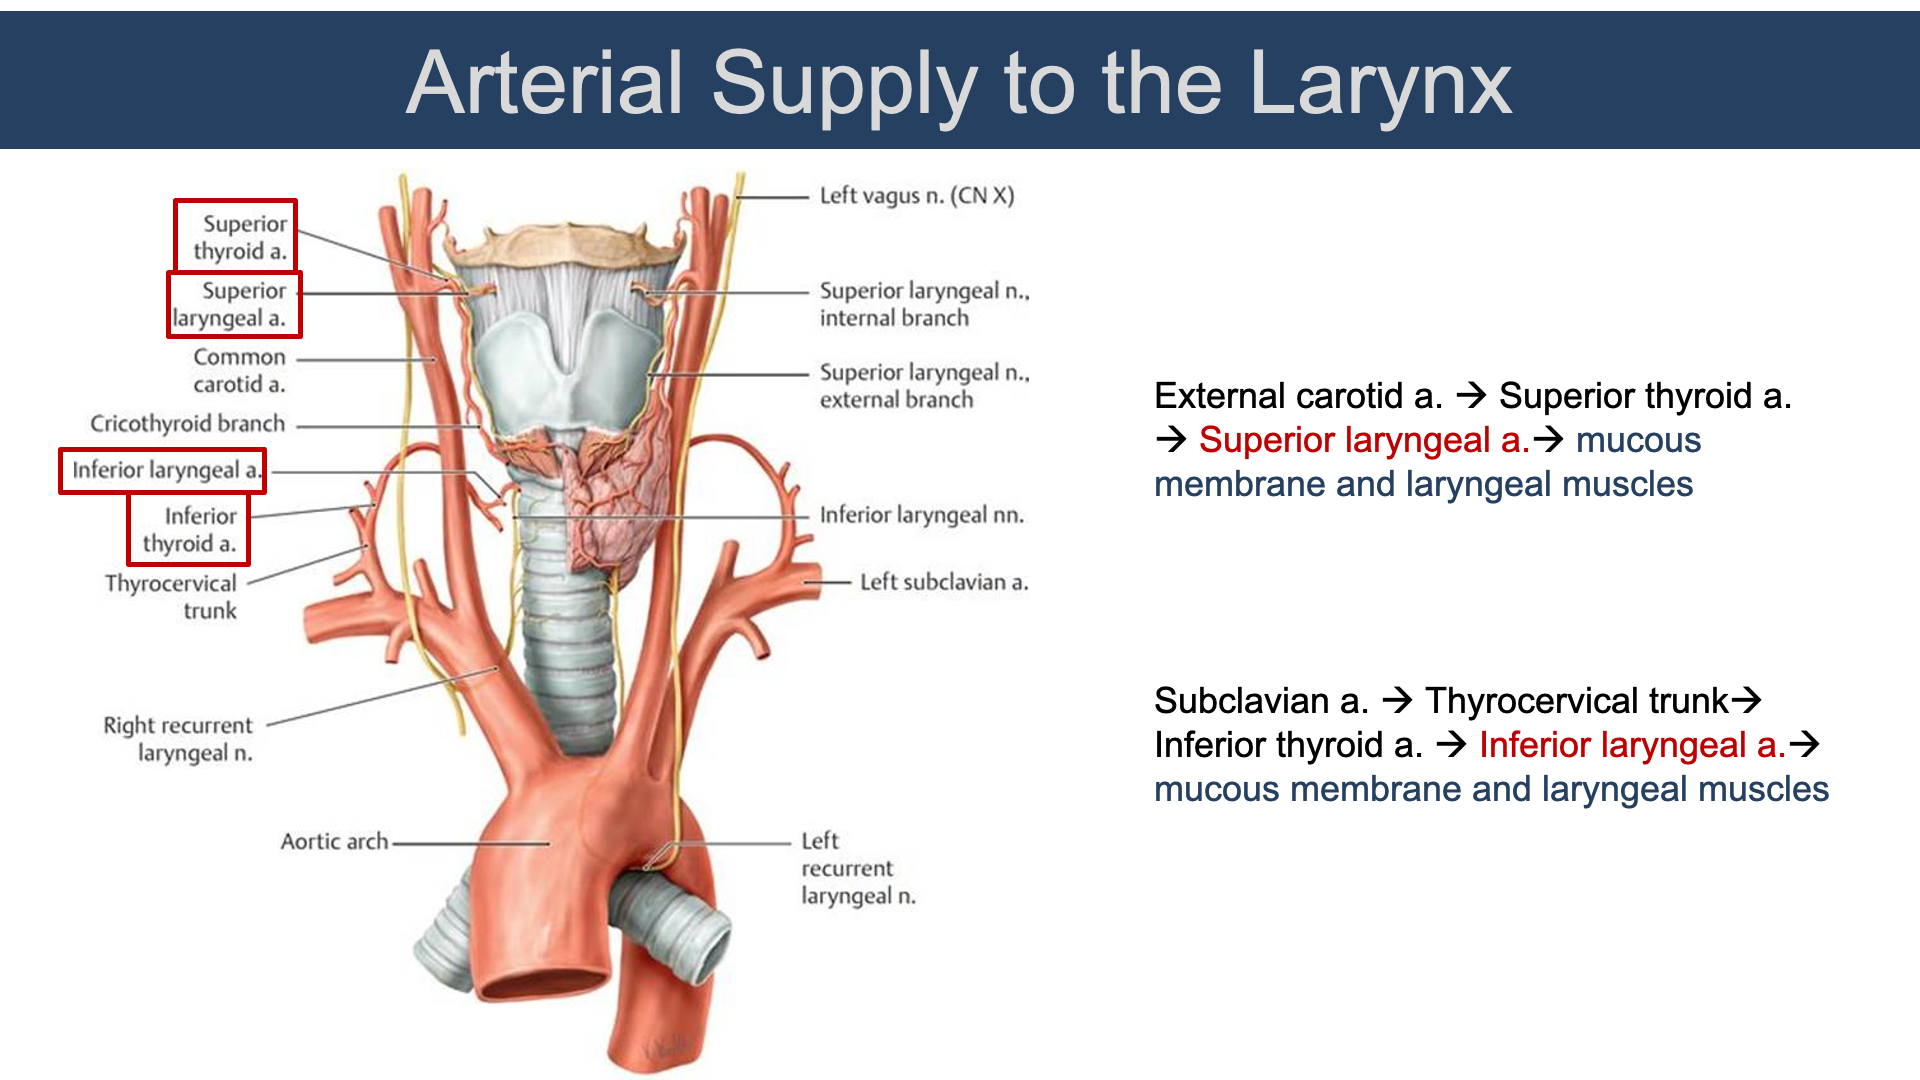 Arterial Supply to the Larynx
Superior
thyroid a.
Superior
laryngeal a.
Common
carotid a.
Cricothyroid branch
Inferior laryngeal a.
Inferior
thyroid a.
Thyrocervical
trunk
Right recurrent
laryngeal n.
Aortic arch
Left vagus n. (CN X)
Superior laryngeal n.,
internal branch
Superior laryngeal n.,
external branch
Inferior laryngeal nn.
Left subclavian a.
Left
recurrent
laryngeal n.
External carotid a. → Superior thyroid a.
→ Superior laryngeal a.→ mucous
membrane and laryngeal muscles
Subclavian a. → Thyrocervical trunk→
Inferior thyroid a. → Inferior laryngeal a.→
mucous membrane and laryngeal muscles